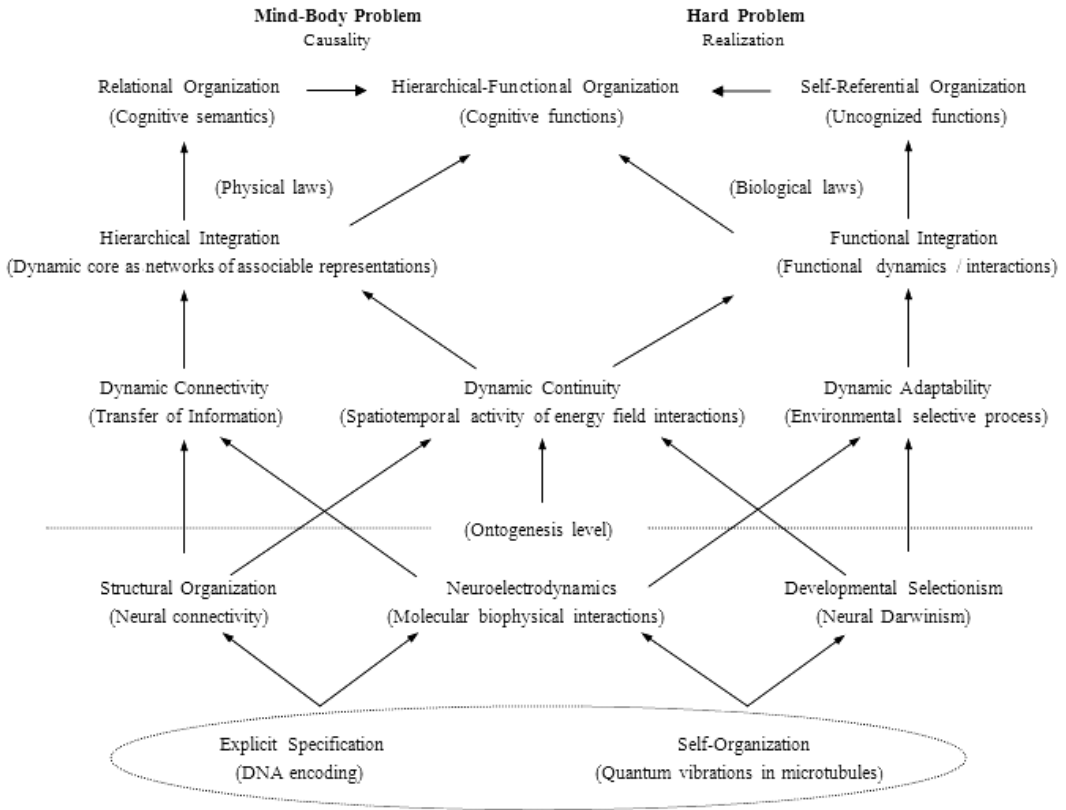 Mind-Body Problem
Causality
Hard Problem
Realization
Relational Organization
(Cognitive semantics)
Hierarchical-Functional Organization
(Cognitive functions)
Self-Referential Organization
(Uncognized functions)
(Physical laws)
(Biological laws)
Hierarchical Integration
(Dynamic core as networks of associable representations)
Functional Integration
(Functional dynamics / interactions)
Dynamic Connectivity
(Transfer of Information)
Dynamic Continuity
(Spatiotemporal activity of energy field interactions)
Dynamic Adaptability
(Environmental selective process)
(Ontogenesis level)
Structural Organization
(Neural connectivity)
Neuroelectrodynamics
(Molecular biophysical interactions)
Developmental Selectionism
(Neural Darwinism)
Explicit Specification
(DNA encoding)
Self-Organization
(Quantum vibrations in microtubules)